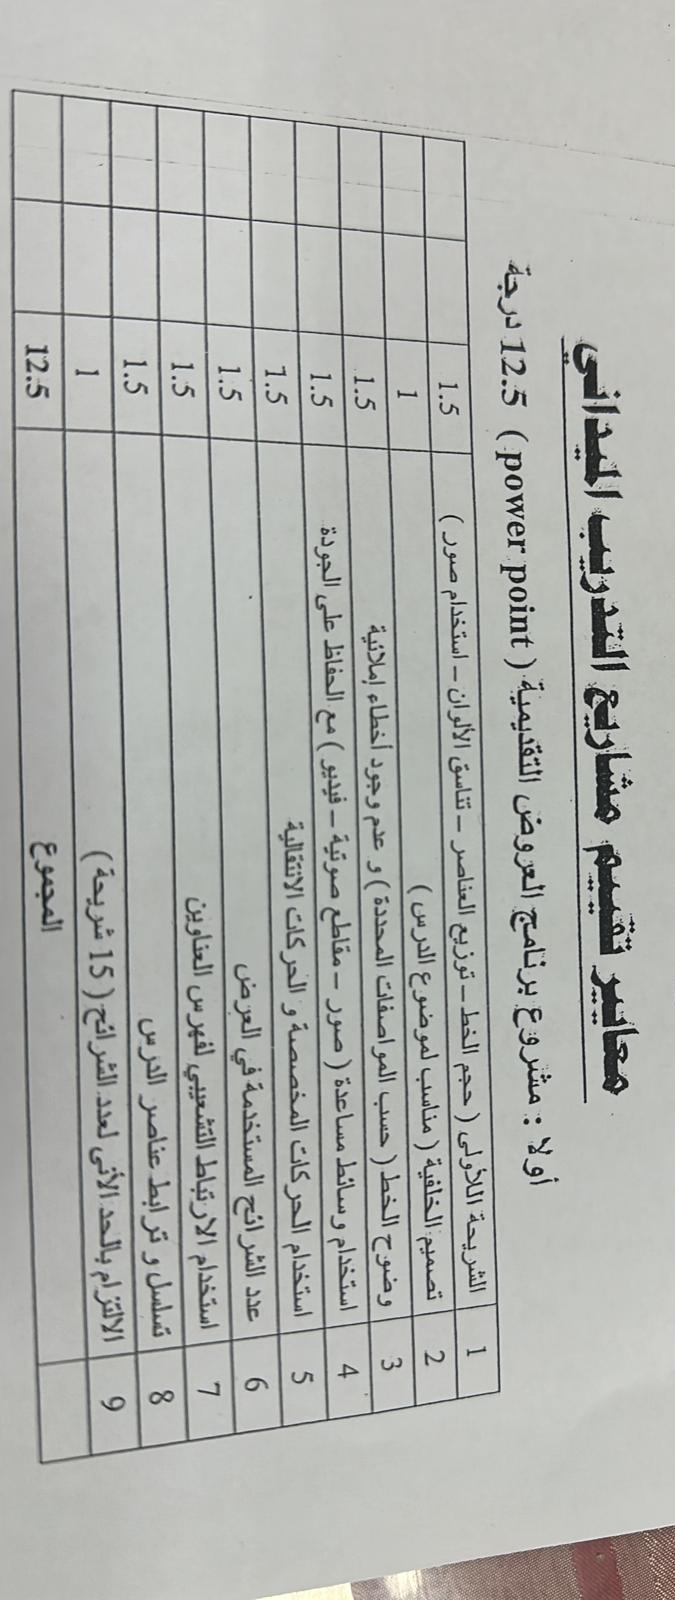 معايير تقييم مشاريع التدريب الميداني
أولا : مشروع برنامج العروض التقديمية ( power point ) 12.5 درجة
1 الشريحة اللأولى ( حجم الخط – توزيع العناصر – تناسق الألوان – استخدام صور ) 1.5
2 تصميم الخلفية ( مناسب لموضوع الدرس ) 1
3 وضوح الخط ( حسب المواصفات المحددة ) و عدم وجود أخطاء إملائية 1.5
4 استخدام وسائط مساعدة ( صور – مقاطع صوتية – فيديو ) مع الحفاظ على الجودة 1.5
5 استخدام الحركات المخصصة و الحركات الانتقالية 1.5
6 عدد الشرائح المستخدمة في العرض 1.5
7 استخدام الارتباط التشعيبي لفهرس العناوين 1.5
8 تسلسل و ترابط عناصر الدرس 1.5
9 الالتزام بالحد الأنى لعدد الشرائح ( 15 شريحة ) 1
المجموع 12.5